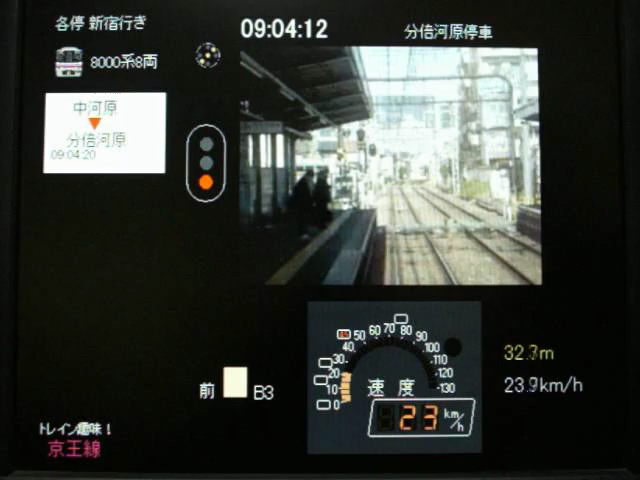 各停 新宿行き
09:04:12
分倍河原停車
8000系8両
中河原
分倍河原
09:04:20
0
10
20
30
40
50
60
70
80
90
100
110
120
130
速度
23 km/h
32.3m
23.9km/h
前
B3
トレイン趣味！
京王線